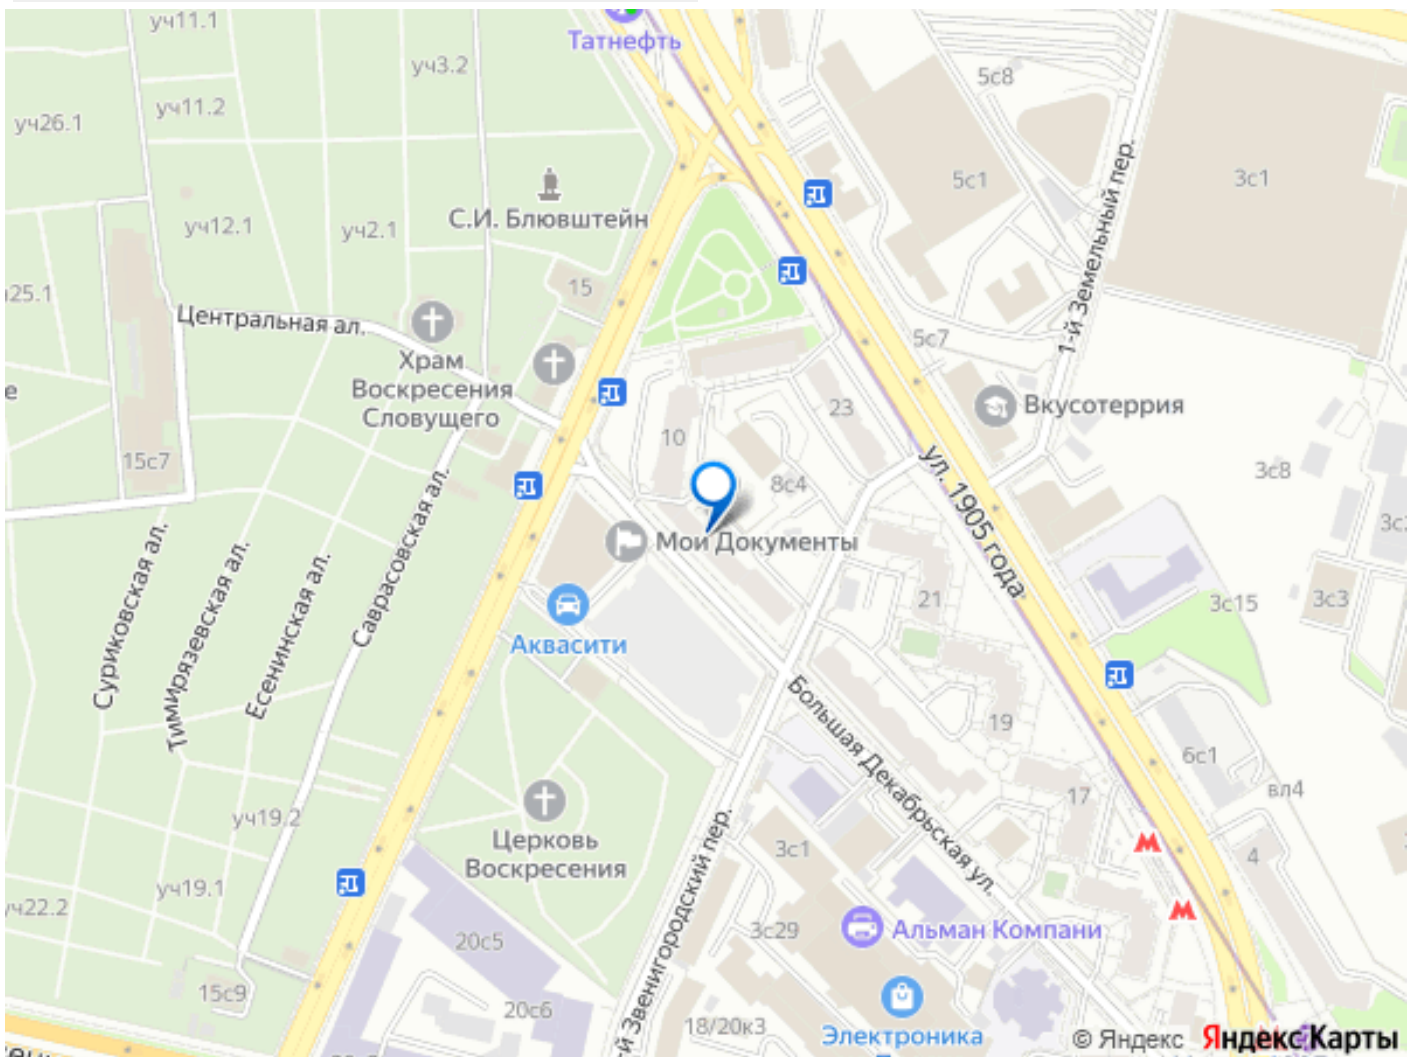 уч11.1
Татнефть
уч3.2
5с8
уч11.2
уч26.1
1-й Земельный пер.
5с1
3с1
С.И. Блювштейн
уч12.1
уч2.1
15
Центральная ал.
Храм
Воскресения
Словущего
5с7
Вкусотеррия
23
10
15с7
8с4
3с8
ул. 1905 года
Мои Документы
Суриковская ал.
Тимирязевская ал.
Есенинская ал.
Саврасовская ал.
21
3с15
3с3
Аквасити
19
Большая Декабрьская ул.
6с1
вл4
17
уч19.2
Церковь
Воскресения
3с1
4
уч19.1
Звенигородский пер.
20с5
3с29
Альман Компани
15с9
20с6
18/20к3
Электроника
© Яндекс Яндекс Карты